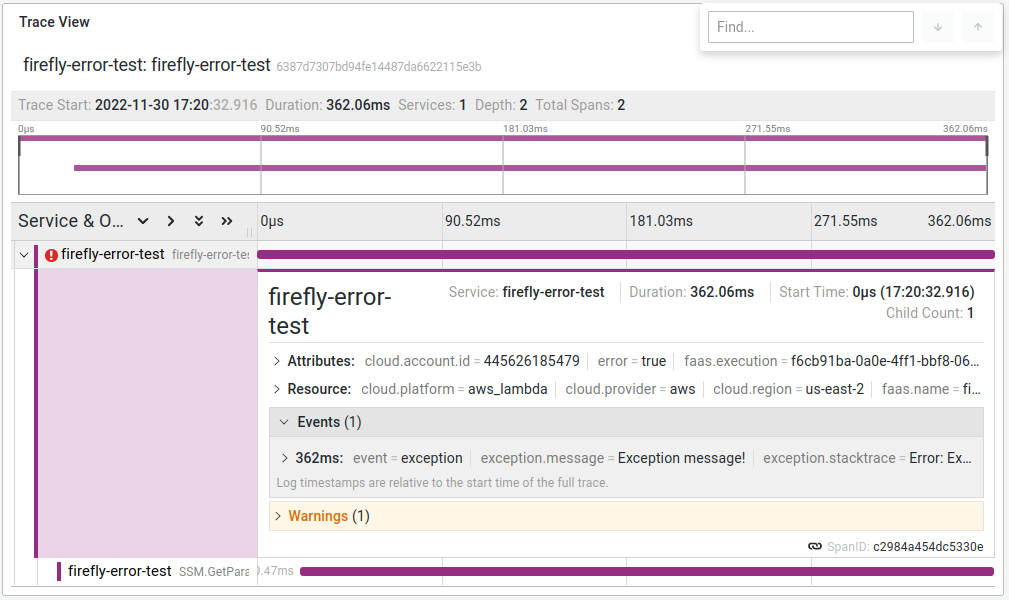 Trace View
Find...
firefly-error-test: firefly-error-test 6387d7307bd94fe14487da6622115e3b
Trace Start: 2022-11-30 17:20:32.916 Duration: 362.06ms Services: 1 Depth: 2 Total Spans: 2
0μs 90.52ms 181.03ms 271.55ms 362.06ms
Service & O... 0μs 90.52ms 181.03ms 271.55ms 362.06ms
firefly-error-test firefly-error-tes
firefly-error-
test
Service: firefly-error-test Duration: 362.06ms Start Time: 0μs (17:20:32.916)
Child Count: 1
Attributes: cloud.account.id = 445626185479 error = true faas.execution = f6cb91ba-0a0e-4ff1-bbf8-06...
Resource: cloud.platform = aws_lambda cloud.provider = aws cloud.region = us-east-2 faas.name = fi...
Events (1)
362ms: event = exception exception.message = Exception message! exception.stacktrace = Error: Ex...
Log timestamps are relative to the start time of the full trace.
Warnings (1)
SpanID: c2984a454dc5330e
firefly-error-test SSM.GetPara 0.47ms